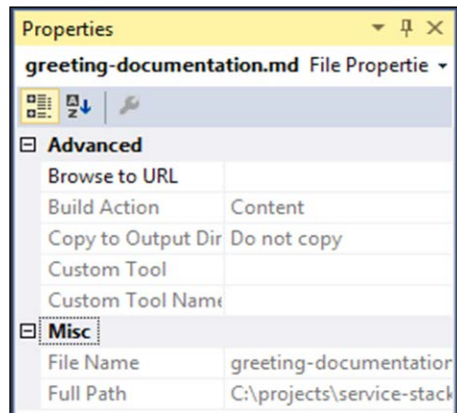 Properties
greeting-documentation.md File Propertie
Advanced
Browse to URL
Build Action Content
Copy to Output Dir Do not copy
Custom Tool
Custom Tool Name
Misc
File Name greeting-documentation
Full Path C:\projects\service-stack